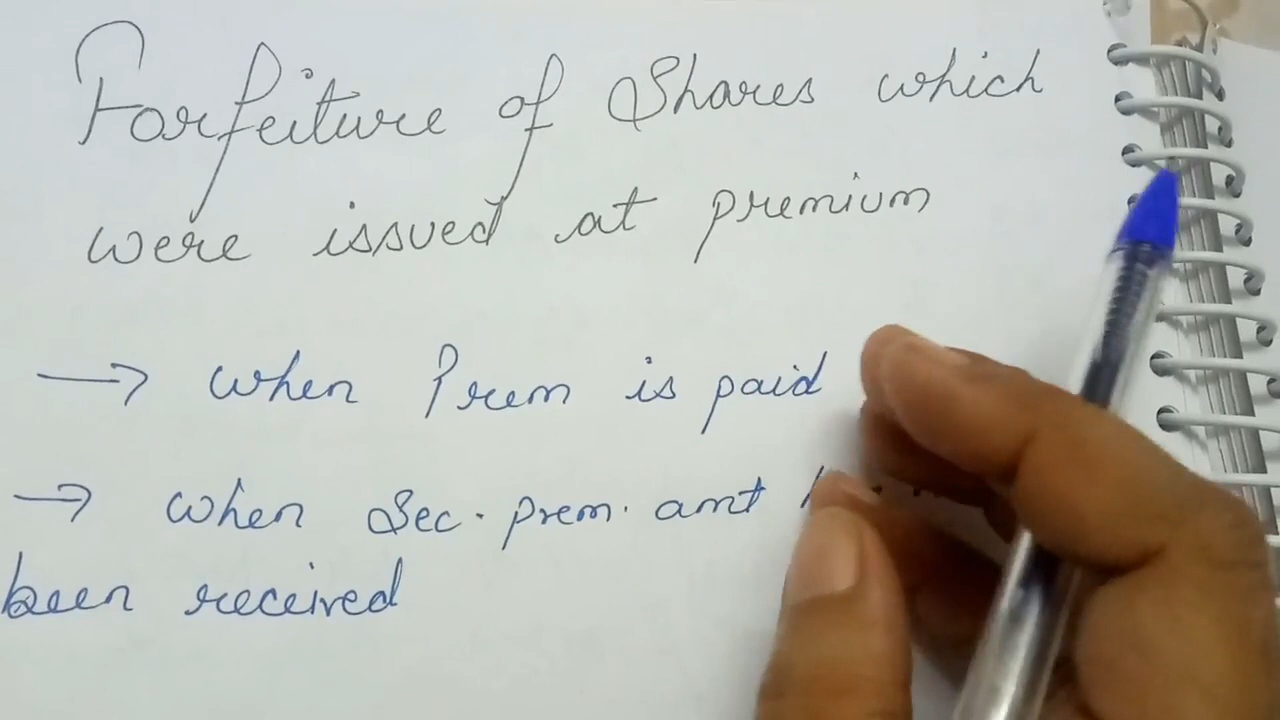 Forfeiture of Shares which
were issued at premium
→ when Prem is paid
→ when Sec. prem. amt
been received